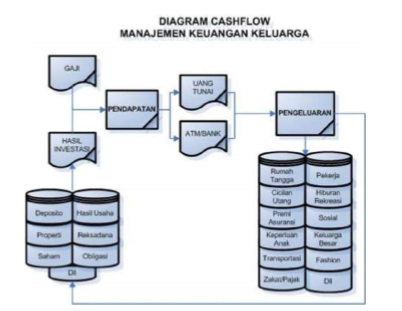 DIAGRAM CASHFLOW
MANAJEMEN KEUANGAN KELUARGA
GAJI
PENDAPATAN
UANG
TUNAI
ATM/BANK
PENGELUARAN
HASIL
INVESTASI
Deposito
Hasil Usaha
Properti
Reksadana
Saham
Obligasi
Dll
Rumah
Tangga
Pekerja
Cicilan
Utang
Hiburan
Rekreasi
Premi
Asuransi
Sosial
Keperluan
Anak
Keluarga
Besar
Transportasi
Fashion
Zakat/Pajak
Dll